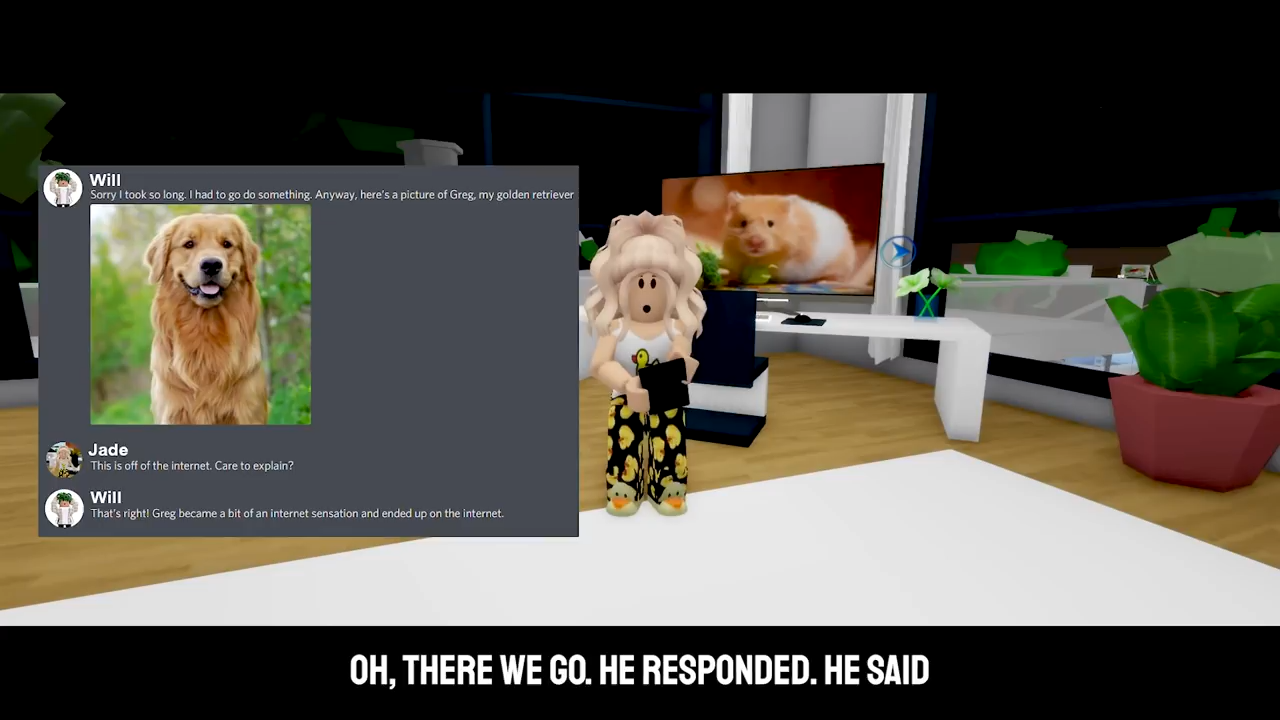 Will
Sorry I took so long. I had to go do something. Anyway, here's a picture of Greg, my golden retriever
Jade
This is off of the internet. Care to explain?
Will
That's right! Greg became a bit of an internet sensation and ended up on the internet.
OH, THERE WE GO. HE RESPONDED. HE SAID